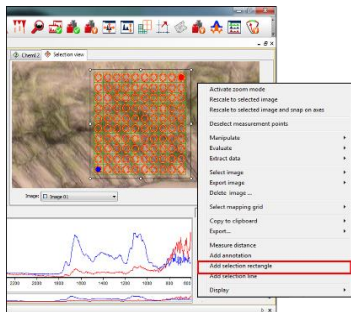 Chem12 Selection view
Activate zoom mode
Rescale to selected image
Rescale to selected image and snap on axes
Deselect measurement points
Manipulate
Evaluate
Extract data
Select image
Export image
Delete image ...
Select mapping grid
Copy to clipboard
Export...
Measure distance
Add annotation
Add selection rectangle
Add selection line
Display
Image: Image 01
2200 2000 1800 1600 1400 1200 1000 800 600